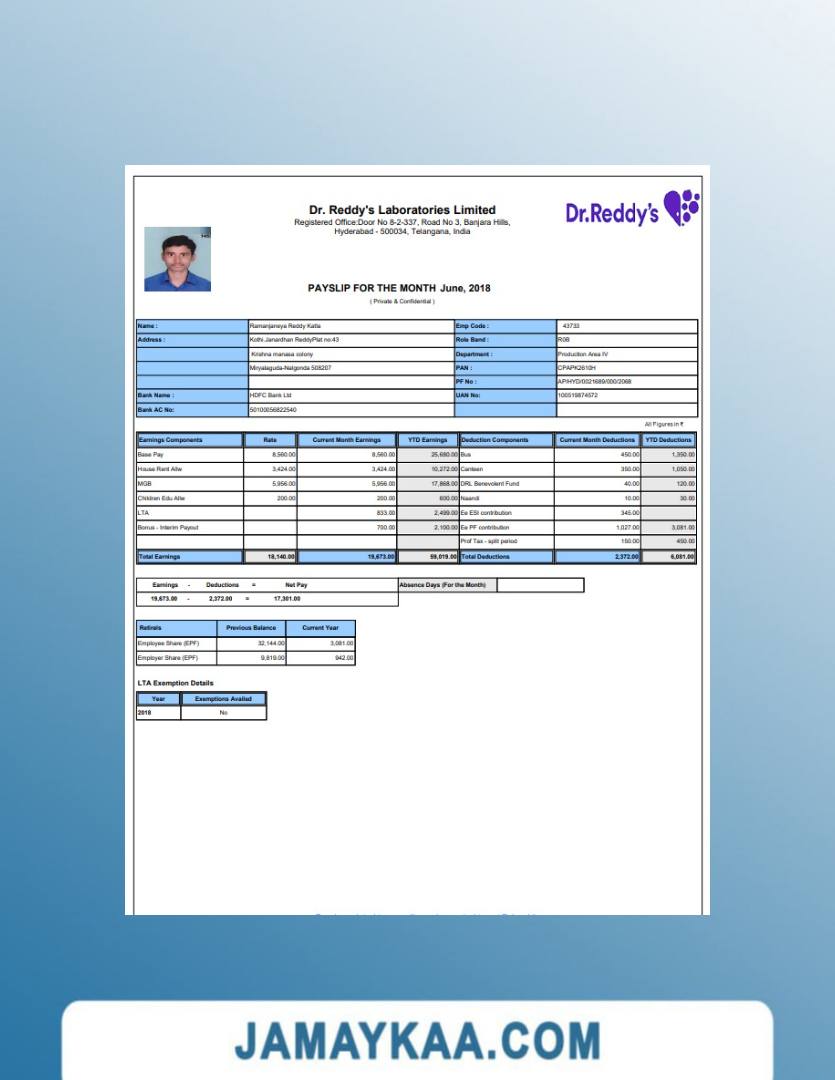 Dr. Reddy's Laboratories Limited
Registered Office:Door No 8-2-337, Road No 3, Banjara Hills,
Hyderabad - 500034, Telangana, India
Dr.Reddy's
PAYSLIP FOR THE MONTH June, 2018
( Private & Confidential )
Name : Ramanjaneya Reddy Katla Emp Code : 43733
Address : Kothi Janardhan ReddyPlat no:43 Role Band : R0B
Krishna manasa colony Department : Production Area IV
Miryalaguda-Nalgonda 508207 PAN : CPAPK2610H
PF No : AP/HYD/0021689/000/2068
Bank Name : HDFC Bank Ltd UAN No: 100519874572
Bank AC No: 50100056822540
All Figures in ₹
Earnings Components Rate Current Month Earnings YTD Earnings Deduction Components Current Month Deductions YTD Deductions
Base Pay 8,560.00 8,560.00 25,680.00 Bus 450.00 1,350.00
House Rent Allw 3,424.00 3,424.00 10,272.00 Canteen 350.00 1,050.00
MGB 5,956.00 5,956.00 17,868.00 DRL Benevolent Fund 40.00 120.00
Children Edu Allw 200.00 200.00 600.00 Naandi 10.00 30.00
LTA 833.00 2,499.00 Ee ESI contribution 345.00
Bonus - Interim Payout 700.00 2,100.00 Ee PF contribution 1,027.00 3,081.00
Prof Tax - split period 150.00 450.00
Total Earnings 18,140.00 19,673.00 59,019.00 Total Deductions 2,372.00 6,081.00
Earnings - Deductions = Net Pay Absence Days (For the Month)
19,673.00 - 2,372.00 = 17,301.00
Retirals Previous Balance Current Year
Employee Share (EPF) 32,144.00 3,081.00
Employer Share (EPF) 9,819.00 942.00
LTA Exemption Details
Year Exemptions Availed
2018 No
JAMAYKAA.COM